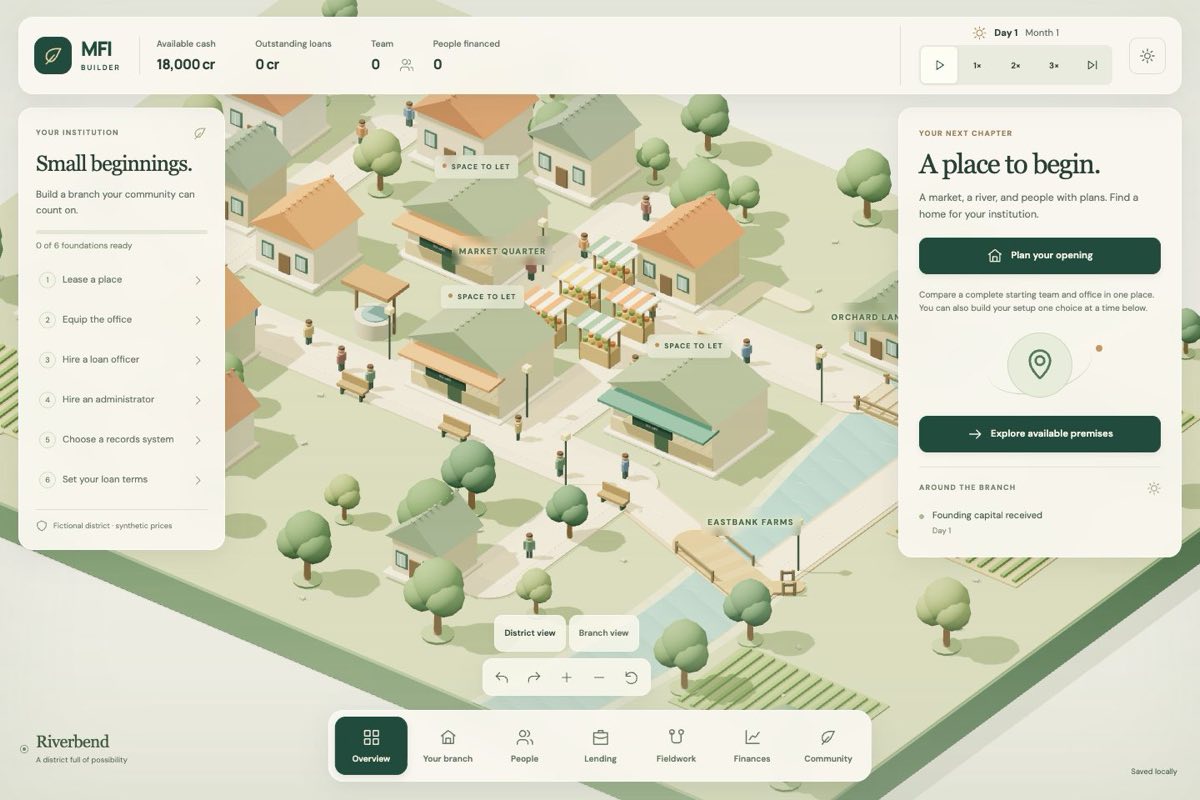 MFI
BUILDER
Available cash
18,000 cr
Outstanding loans
0 cr
Team
0
People financed
0
Day 1 Month 1
1×
2×
3×
YOUR INSTITUTION
Small beginnings.
Build a branch your community can
count on.
0 of 6 foundations ready
1 Lease a place
2 Equip the office
3 Hire a loan officer
4 Hire an administrator
5 Choose a records system
6 Set your loan terms
Fictional district · synthetic prices
SPACE TO LET
MARKET QUARTER
SPACE TO LET
SPACE TO LET
ORCHARD LAN
EASTBANK FARMS
YOUR NEXT CHAPTER
A place to begin.
A market, a river, and people with plans. Find a
home for your institution.
Plan your opening
Compare a complete starting team and office in one place.
You can also build your setup one choice at a time below.
Explore available premises
AROUND THE BRANCH
Founding capital received
Day 1
District view
Branch view
Riverbend
A district full of possibility
Overview
Your branch
People
Lending
Fieldwork
Finances
Community
Saved locally